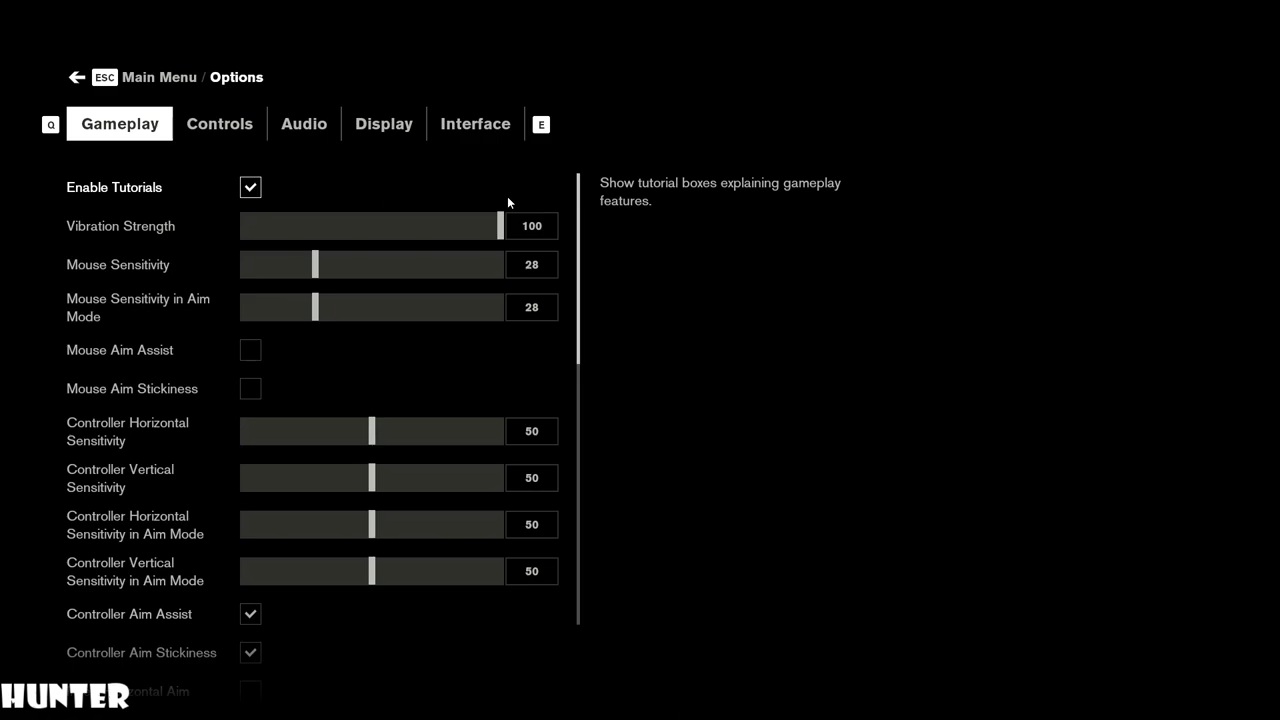 ESC Main Menu / Options
Q Gameplay Controls Audio Display Interface E
Enable Tutorials
Show tutorial boxes explaining gameplay
features.
Vibration Strength 100
Mouse Sensitivity 28
Mouse Sensitivity in Aim
Mode 28
Mouse Aim Assist
Mouse Aim Stickiness
Controller Horizontal
Sensitivity 50
Controller Vertical
Sensitivity 50
Controller Horizontal
Sensitivity in Aim Mode 50
Controller Vertical
Sensitivity in Aim Mode 50
Controller Aim Assist
Controller Aim Stickiness
Aim
HUNTER